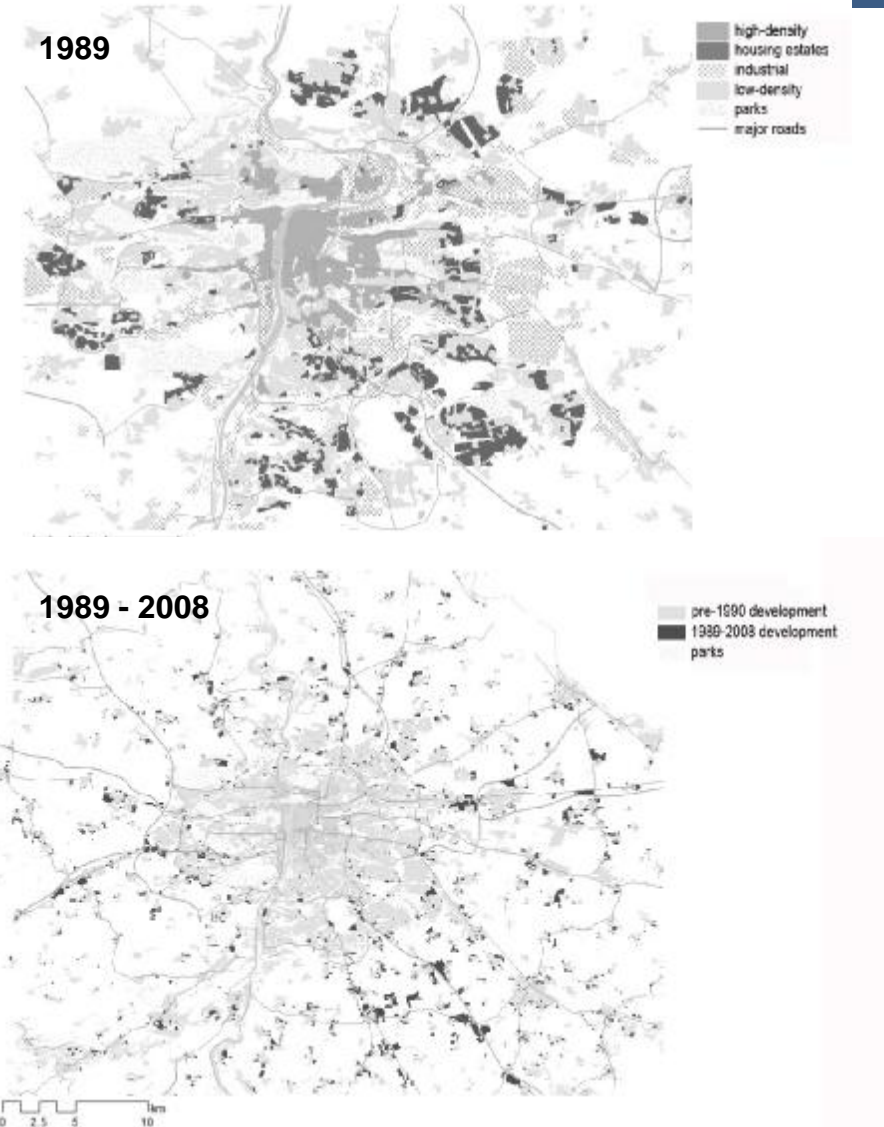 1989
high-density
housing estates
industrial
low-density
parks
major roads
1989 - 2008
pre-1990 development
1989-2008 development
parks
km
0 2.5 5 10